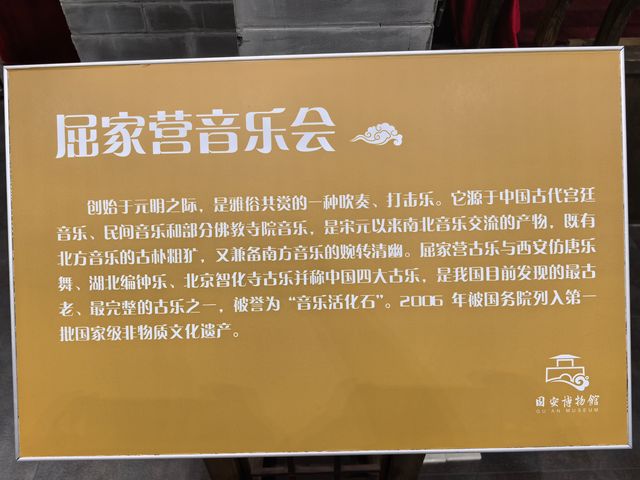 屈家营音乐会
创始于元明之际，是雅俗共赏的一种吹奏、打击乐。它源于中国古代宫廷
音乐、民间音乐和部分佛教寺院音乐，是宋元以来南北音乐交流的产物，既有
北方音乐的古朴粗犷，又兼备南方音乐的婉转清幽。屈家营古乐与西安仿唐乐
舞、湖北编钟乐、北京智化寺古乐并称中国四大古乐，是我国目前发现的最古
老、最完整的古乐之一，被誉为“音乐活化石”。2006 年被国务院列入第一
批国家级非物质文化遗产。
固安博物館
GU'AN MUSEUM